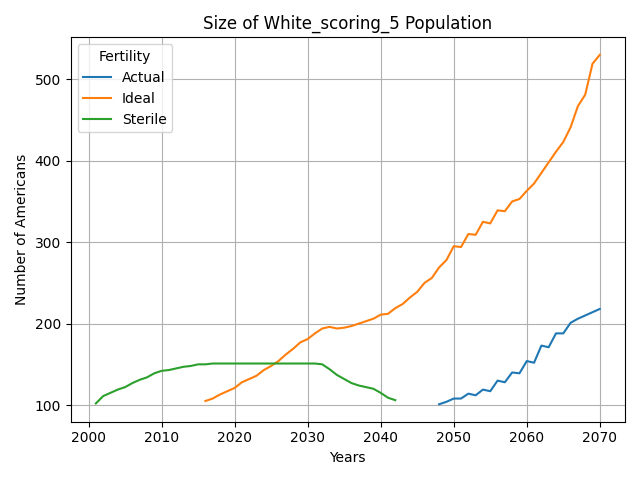 Size of White_scoring_5 Population
Fertility
Actual
Ideal
Sterile
Number of Americans
500
400
300
200
100
2000 2010 2020 2030 2040 2050 2060 2070
Years